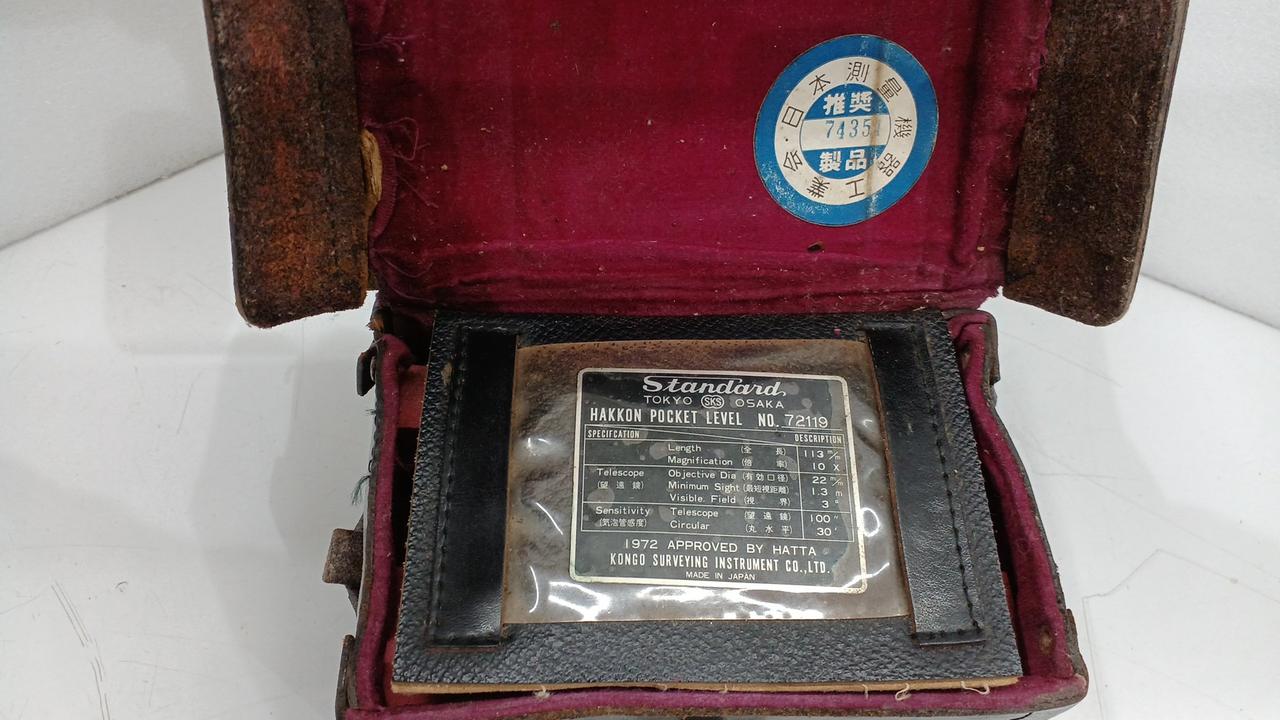 日本測量機器工業会
推奨
7435
製品
Standard
TOKYO SKS OSAKA
HAKKON POCKET LEVEL NO. 72119
SPECIFCATION DESCRIPTION
Length (全長) 113 m/m
Magnification (倍率) 10 X
Telescope Objective Dia (有効口径) 22 m/m
(望遠鏡) Minimum Sight (最短視距離) 1.3 m
Visible. Field (視界) 3°
Sensitivity Telescope (望遠鏡) 100"
(気泡管感度) Circular (丸水平) 30'
1972 APPROVED BY HATTA
KONGO SURVEYING INSTRUMENT CO.,LTD.
MADE IN JAPAN